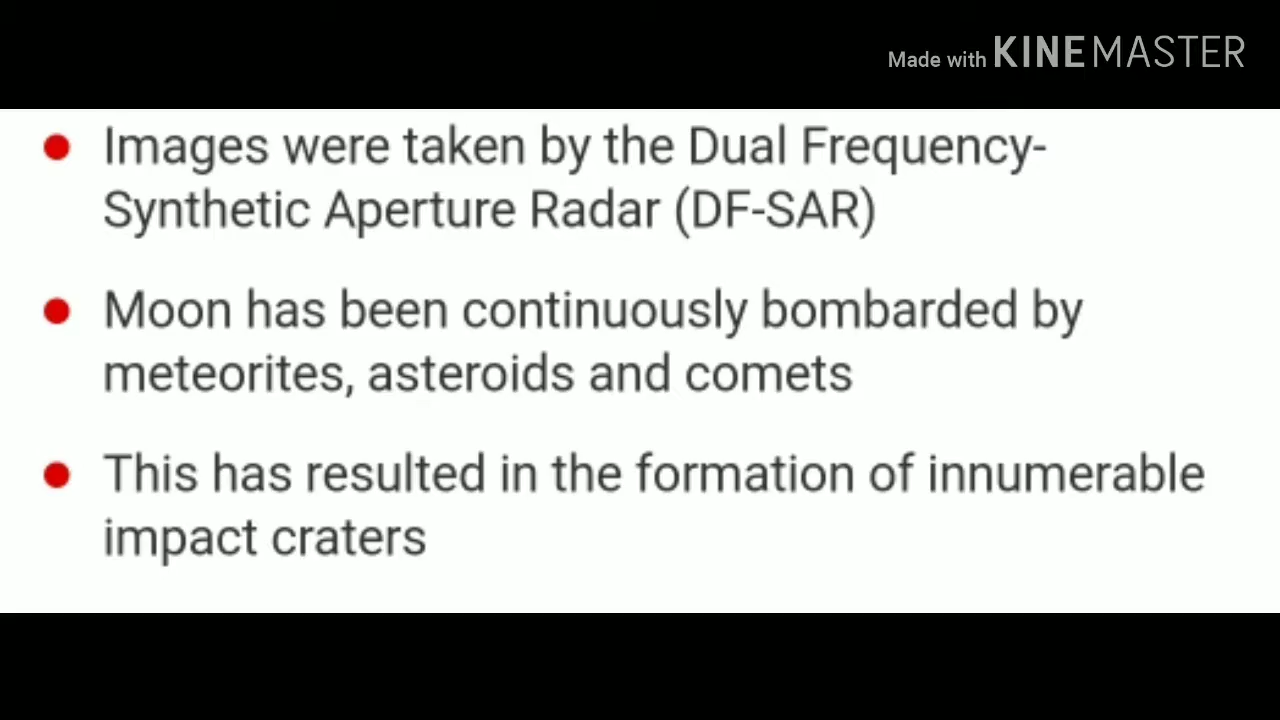 Made with KINEMASTER
Images were taken by the Dual Frequency-
Synthetic Aperture Radar (DF-SAR)
Moon has been continuously bombarded by
meteorites, asteroids and comets
This has resulted in the formation of innumerable
impact craters